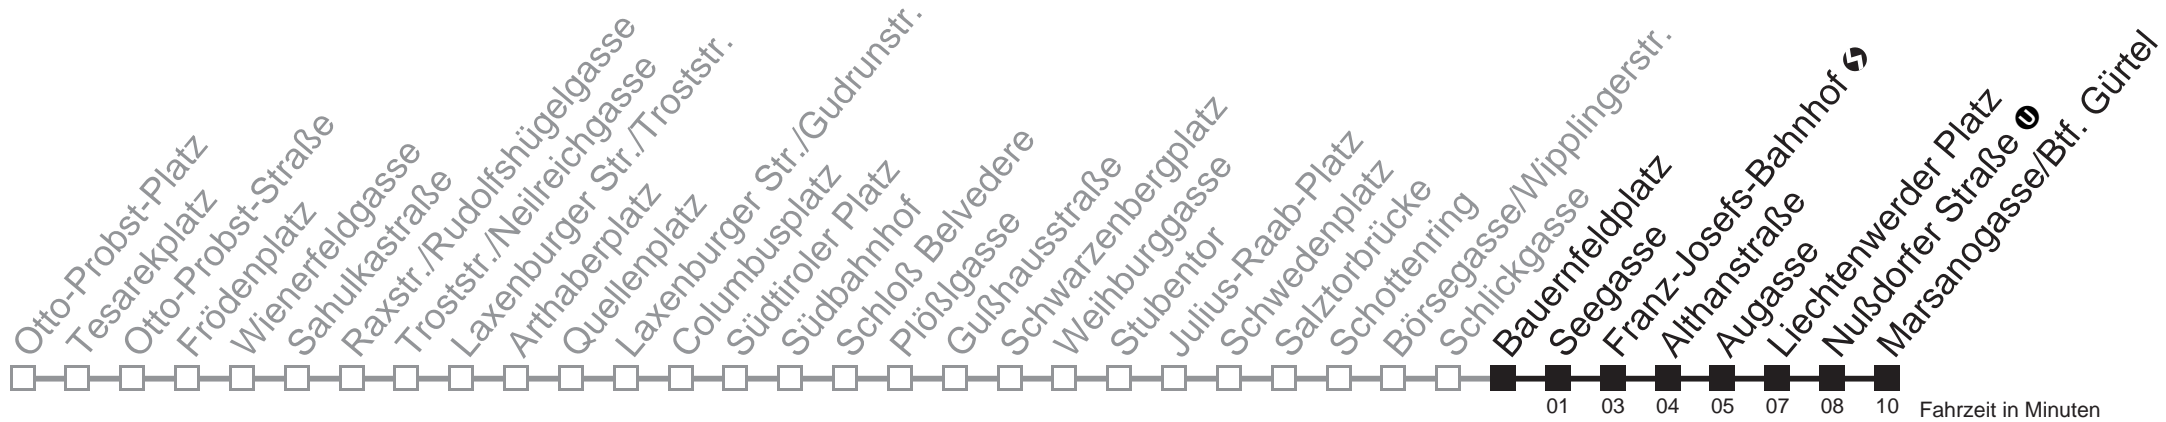 Otto-Probst-Platz
Tesarekplatz
Otto-Probst-Straße
Frödenplatz
Wienerfeldgasse
Sahulkastraße
Raxstr./Rudolfshügelgasse
Troststr./Neilreichgasse
Laxenburger Str./Troststr.
Arthaberplatz
Quellenplatz
Laxenburger Str./Gudrunstr.
Columbusplatz
Südtiroler Platz
Südbahnhof
Schloß Belvedere
Plößlgasse
Gußhausstraße
Schwarzenbergplatz
Weihburggasse
Stubentor
Julius-Raab-Platz
Schwedenplatz
Salztorbrücke
Schottenring
Börsegasse/Wipplingerstr.
Schlickgasse
Bauernfeldplatz
Seegasse
Franz-Josefs-Bahnhof
Althanstraße
Augasse
Liechtenwerder Platz
Nußdorfer Straße U
Marsanogasse/Btf. Gürtel
01 03 04 05 07 08 10 Fahrzeit in Minuten